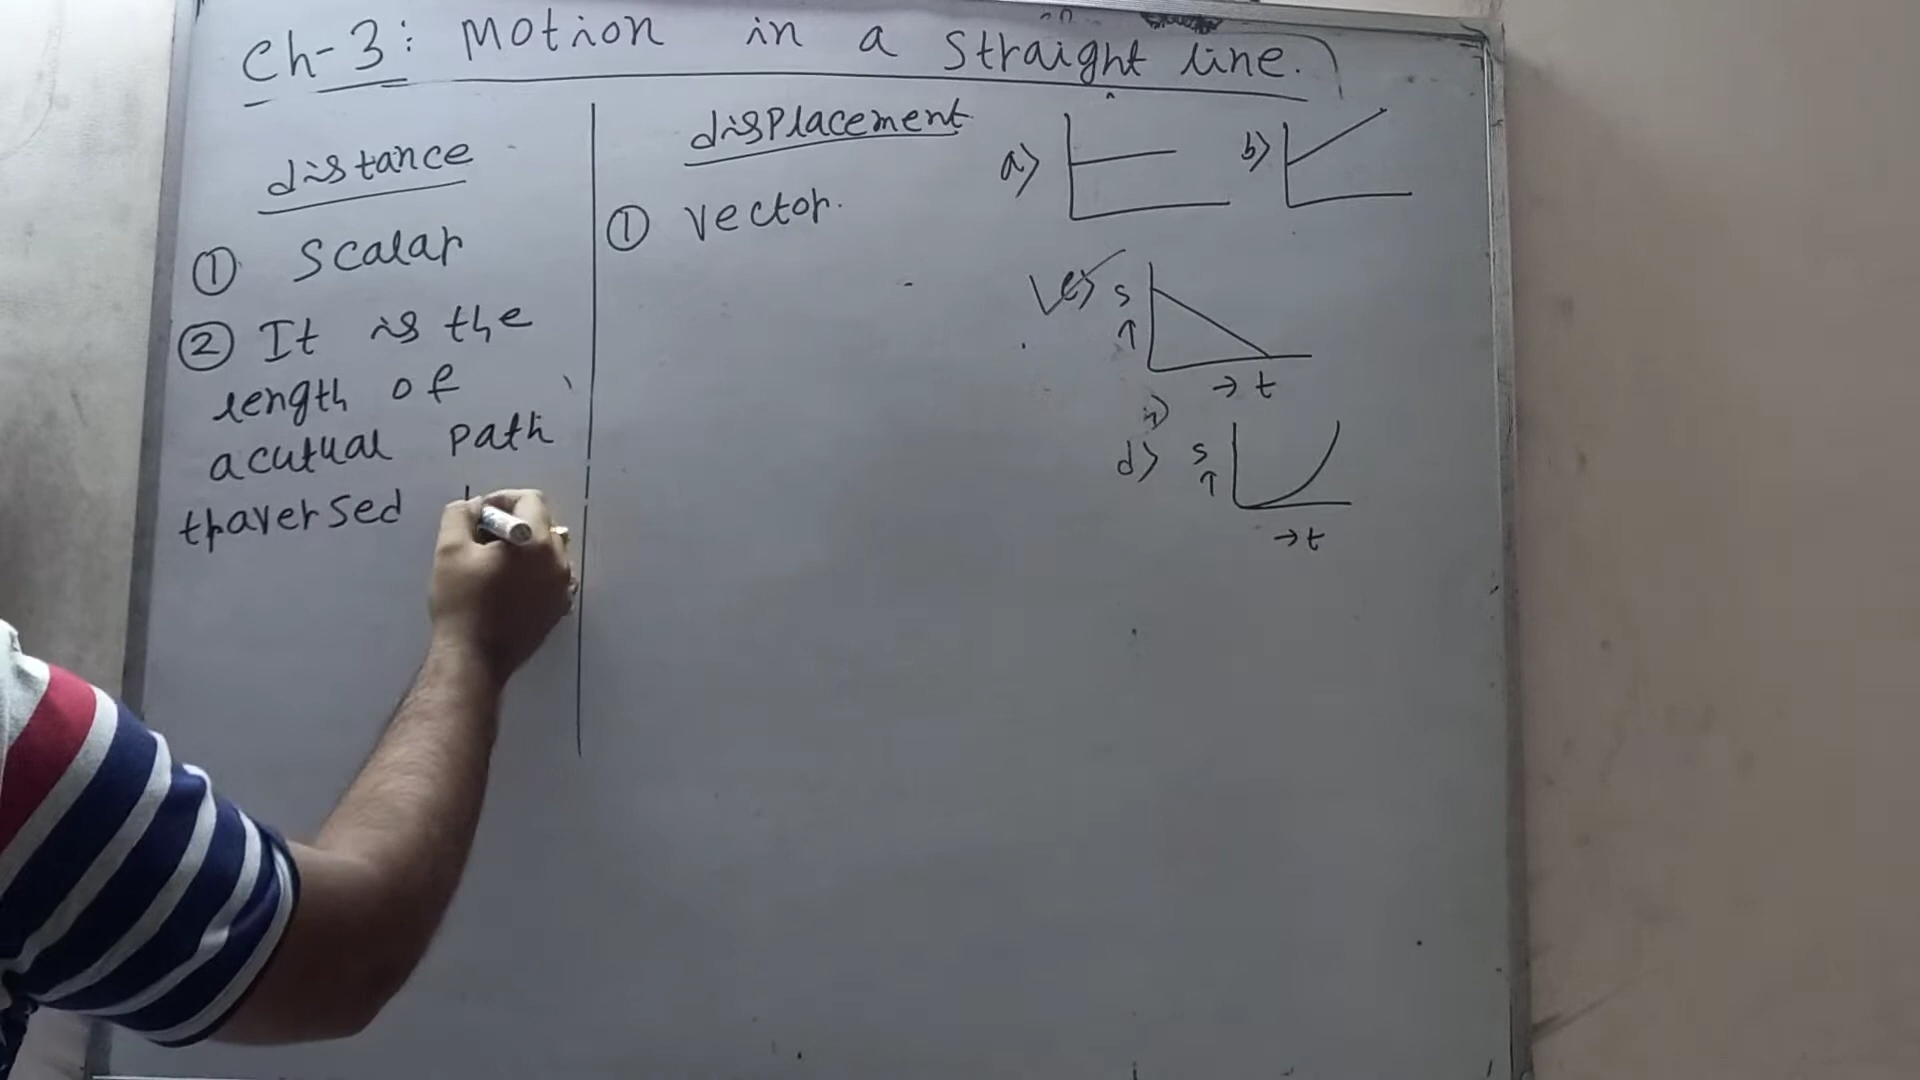 Ch-3: Motion in a straight line.
distance
① Scalar
② It is the
length of
acutual path
traversed
displacement
① vector.
a)
b)
c) s
↑
→ t
d) s
↑
→ t